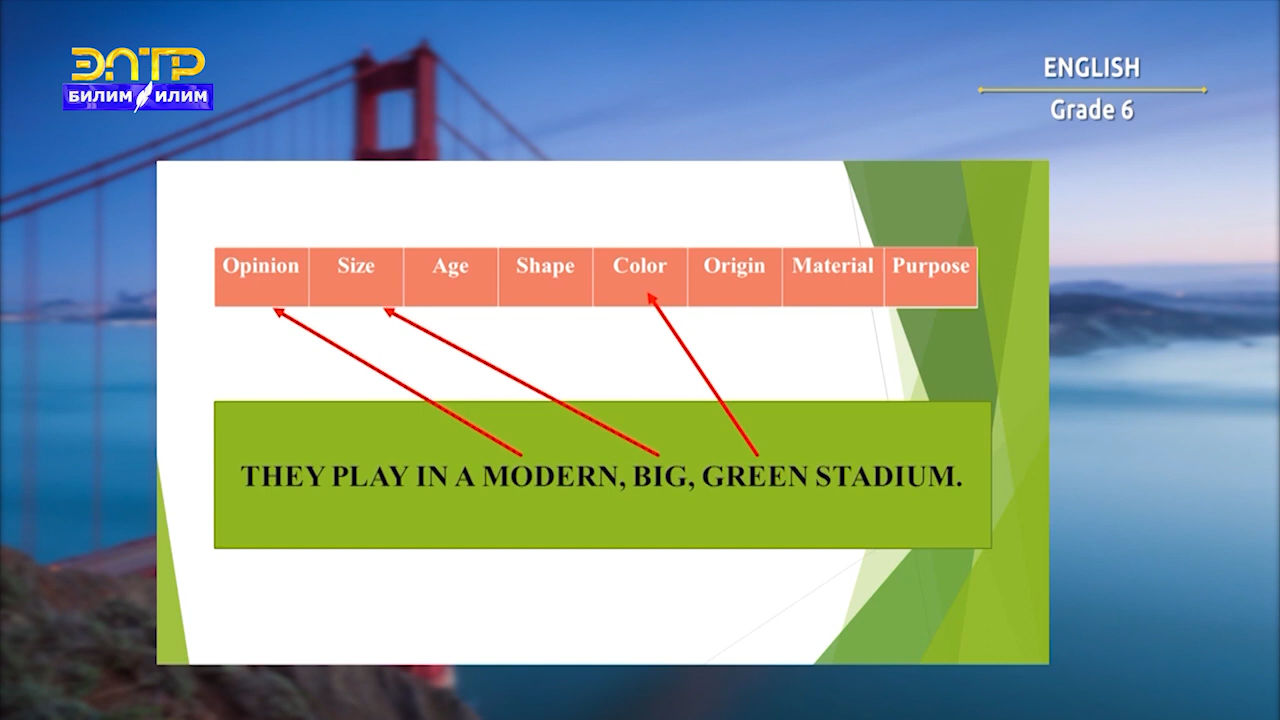 ЭЛТР
БИЛИМ ИЛИМ
ENGLISH
Grade 6
Opinion Size Age Shape Color Origin Material Purpose
THEY PLAY IN A MODERN, BIG, GREEN STADIUM.